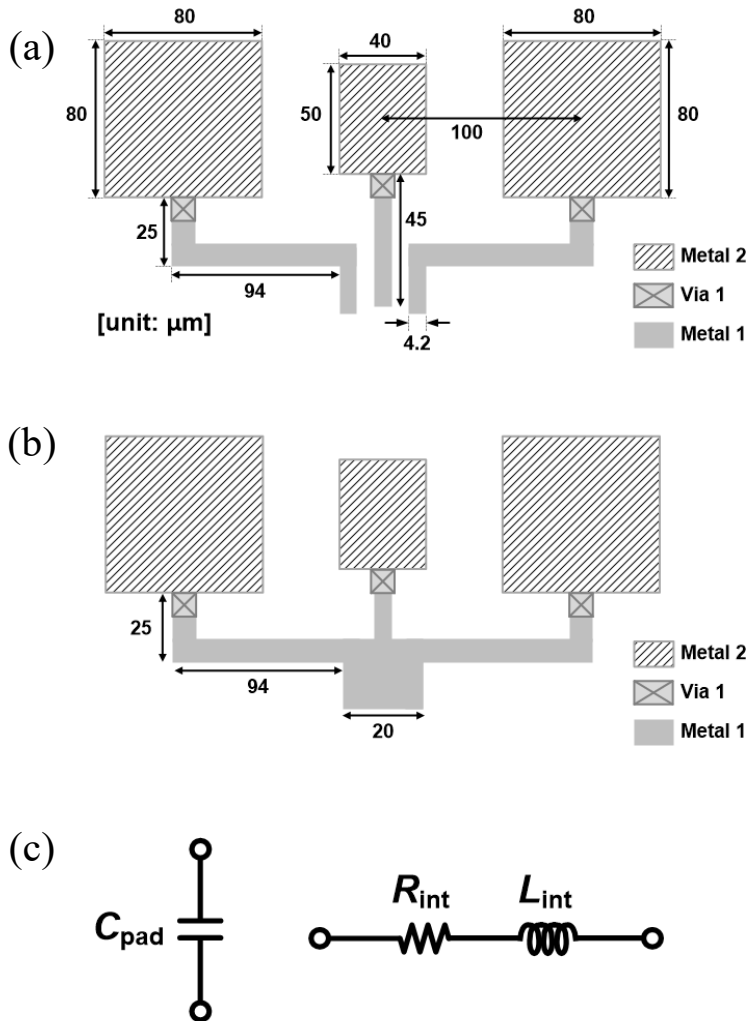 (a)
80
40
80
80
50
100
80
25
45
94
4.2
[unit: μm]
Metal 2
Via 1
Metal 1
(b)
25
94
20
Metal 2
Via 1
Metal 1
(c)
Cpad
Rint
Lint